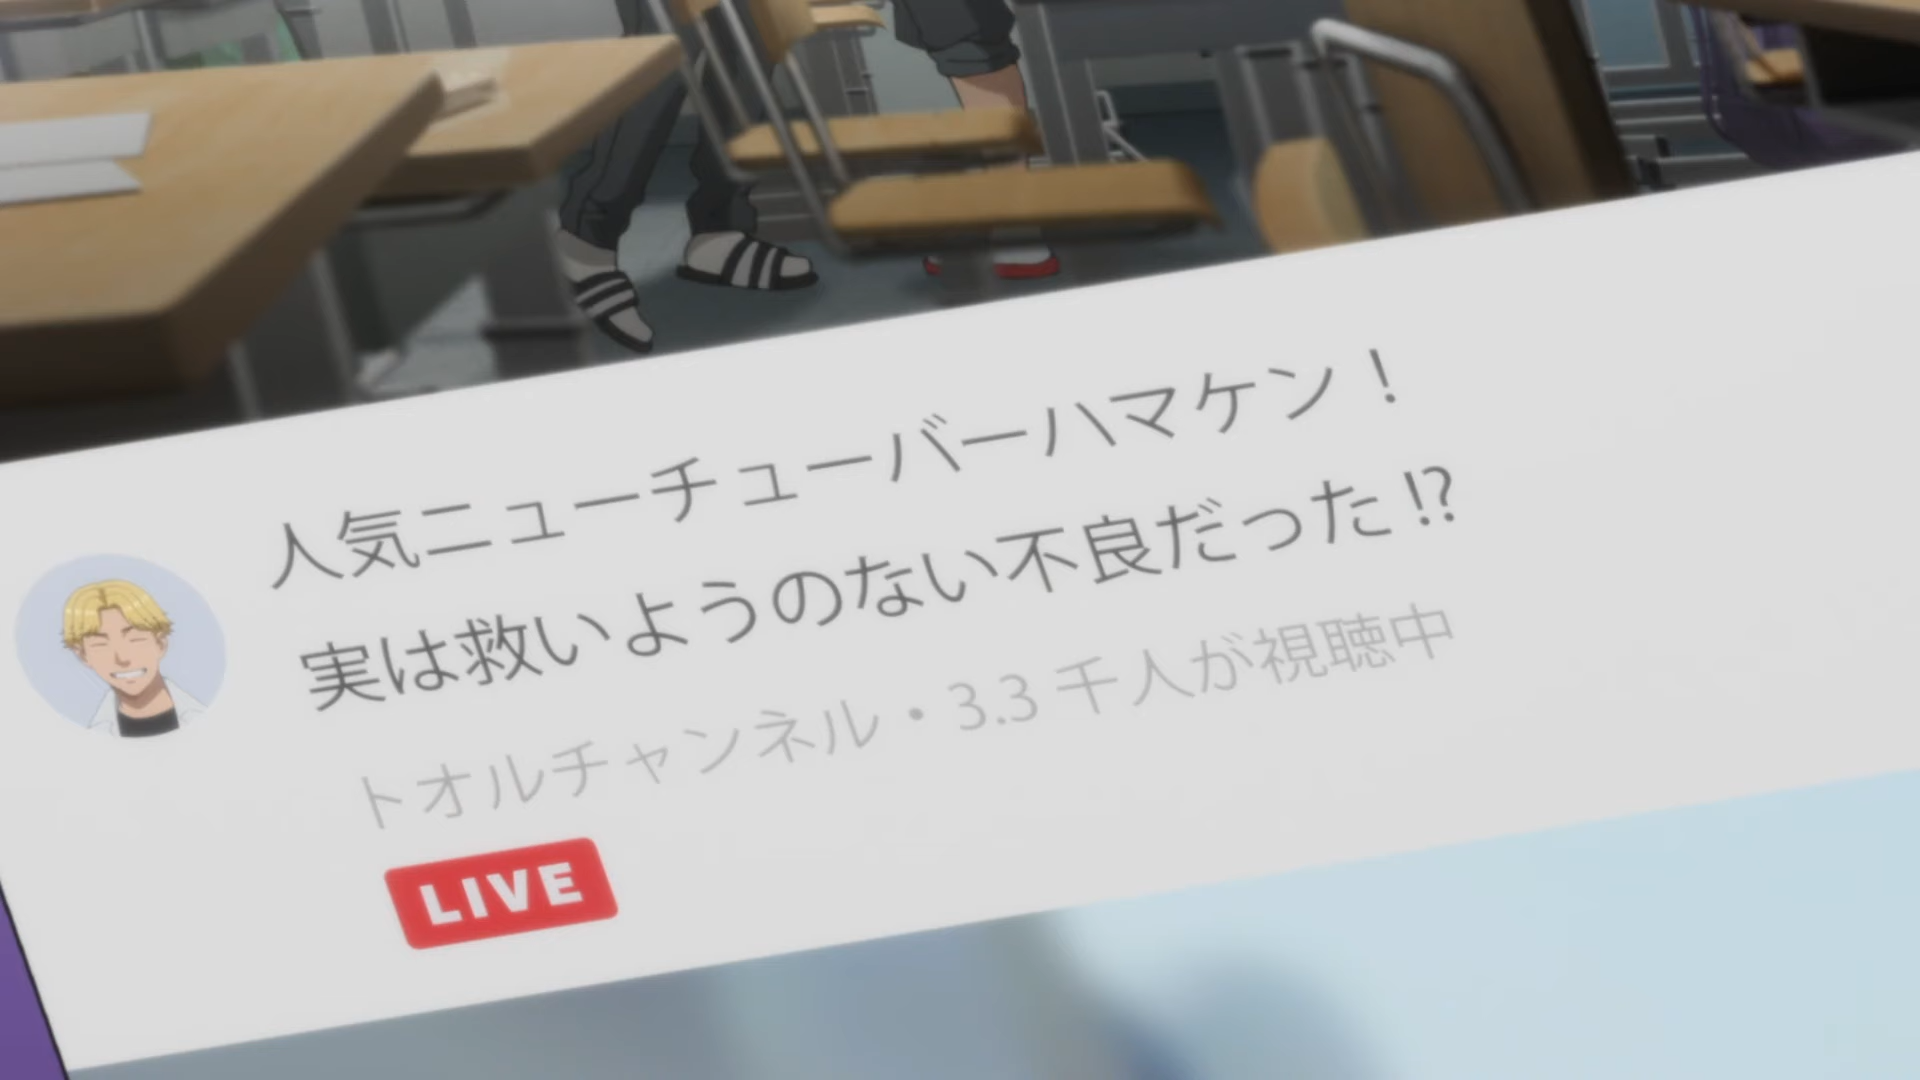 人気ニューチューバーハマケン！
実は救いようのない不良だった⁉
トオルチャンネル・3.3 千人が視聴中
LIVE